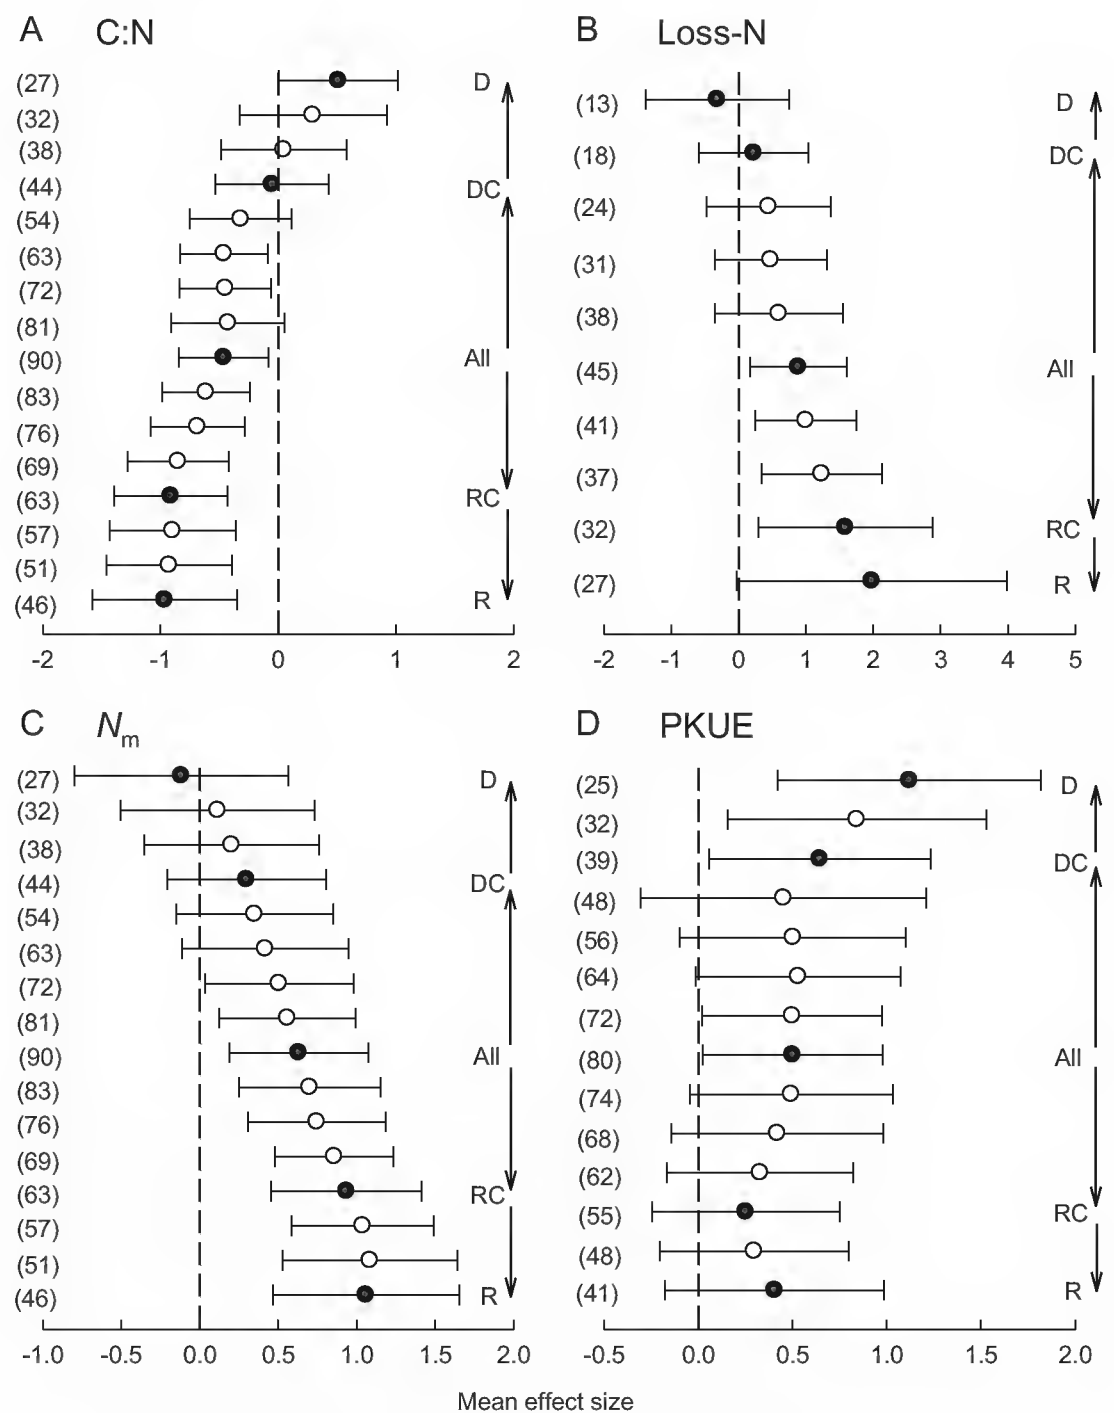 A C:N
(27) D
(32)
(38)
(44) DC
(54)
(63)
(72)
(81)
(90) All
(83)
(76)
(69)
(63) RC
(57)
(51)
(46) R
-2 -1 0 1 2
B Loss-N
(13) D
(18) DC
(24)
(31)
(38)
(45) All
(41)
(37)
(32) RC
(27) R
-2 -1 0 1 2 3 4 5
C Nm
(27) D
(32)
(38)
(44) DC
(54)
(63)
(72)
(81)
(90) All
(83)
(76)
(69)
(63) RC
(57)
(51)
(46) R
-1.0 -0.5 0.0 0.5 1.0 1.5 2.0
D PKUE
(25) D
(32)
(39) DC
(48)
(56)
(64)
(72)
(80) All
(74)
(68)
(62)
(55) RC
(48)
(41) R
-0.5 0.0 0.5 1.0 1.5 2.0
Mean effect size